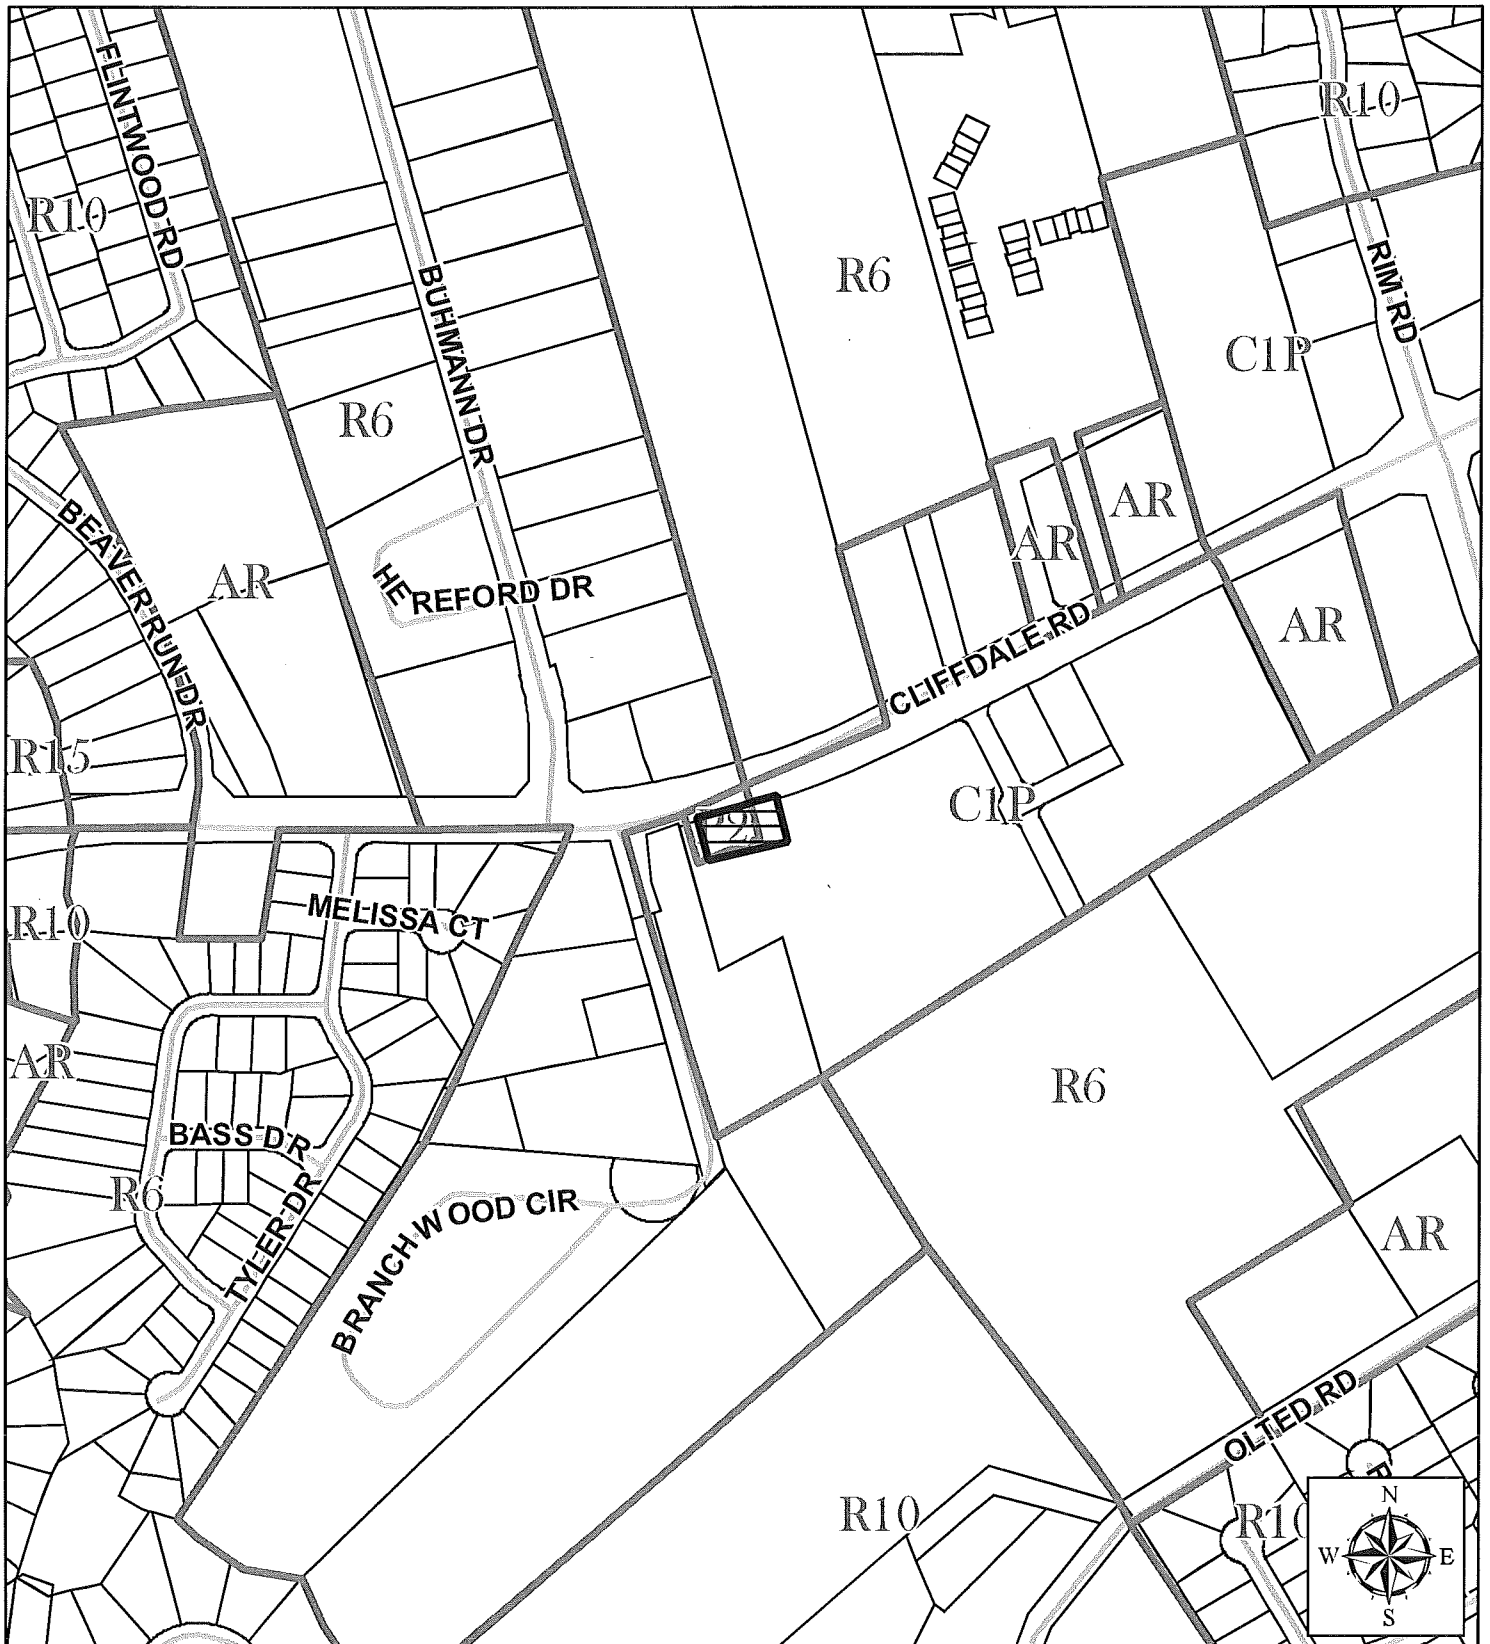 FLINTWOOD RD
R10
R10
BUHMANN DR
R6
RIM RD
C1P
R6
BEAVER RUN DR
AR
AR
AR
HE REFORD DR
AR
CLIFFDALE RD
R15
C1P
MELISSA CT
R10
AR
R6
BASS DR
R6
TYLER DR
BRANCH W OOD CIR
AR
OLTED RD
R10
R10
N
W E
S